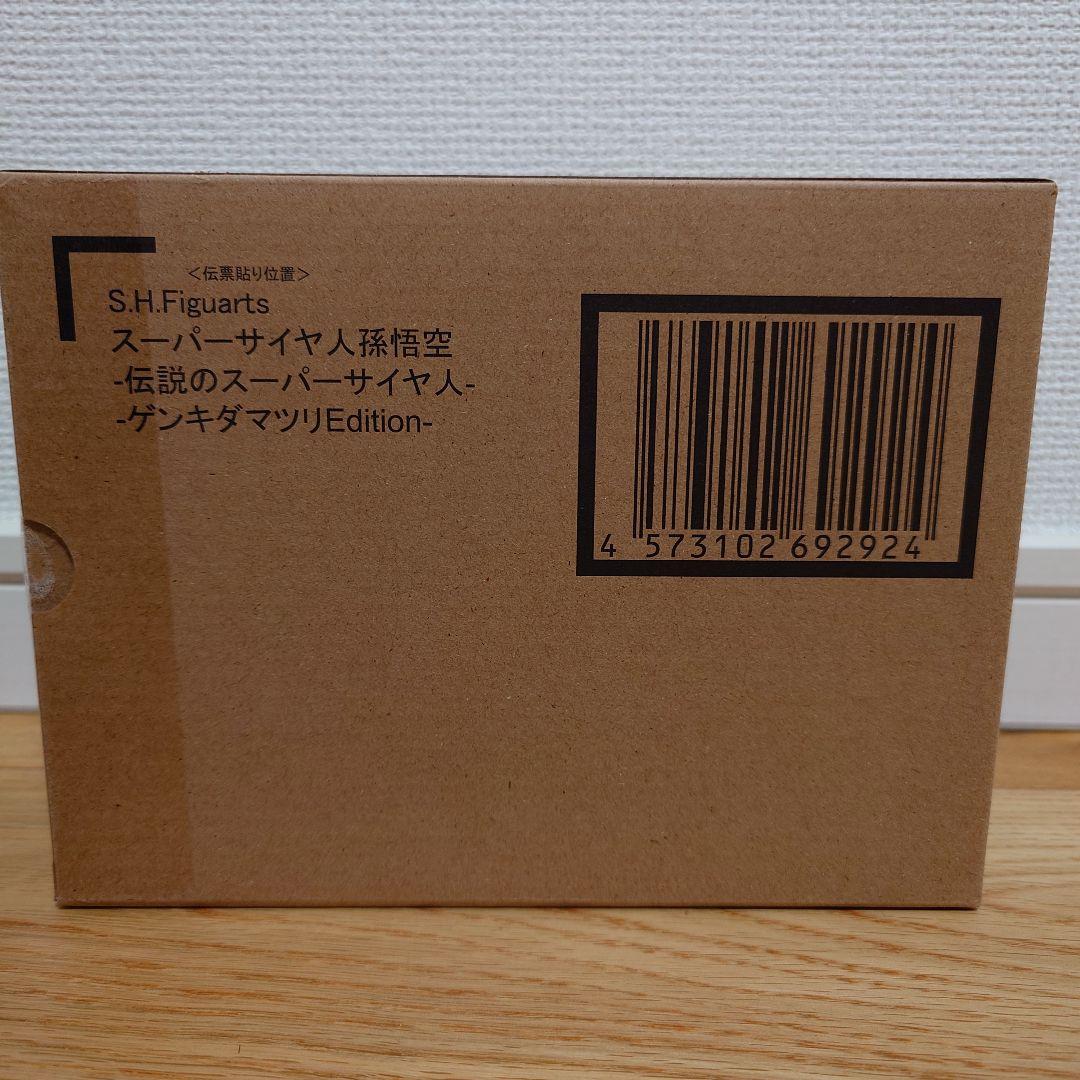 <伝票貼り位置>
S.H.Figuarts
スーパーサイヤ人孫悟空
-伝説のスーパーサイヤ人-
-ゲンキダマツリEdition-
4 573102 692924